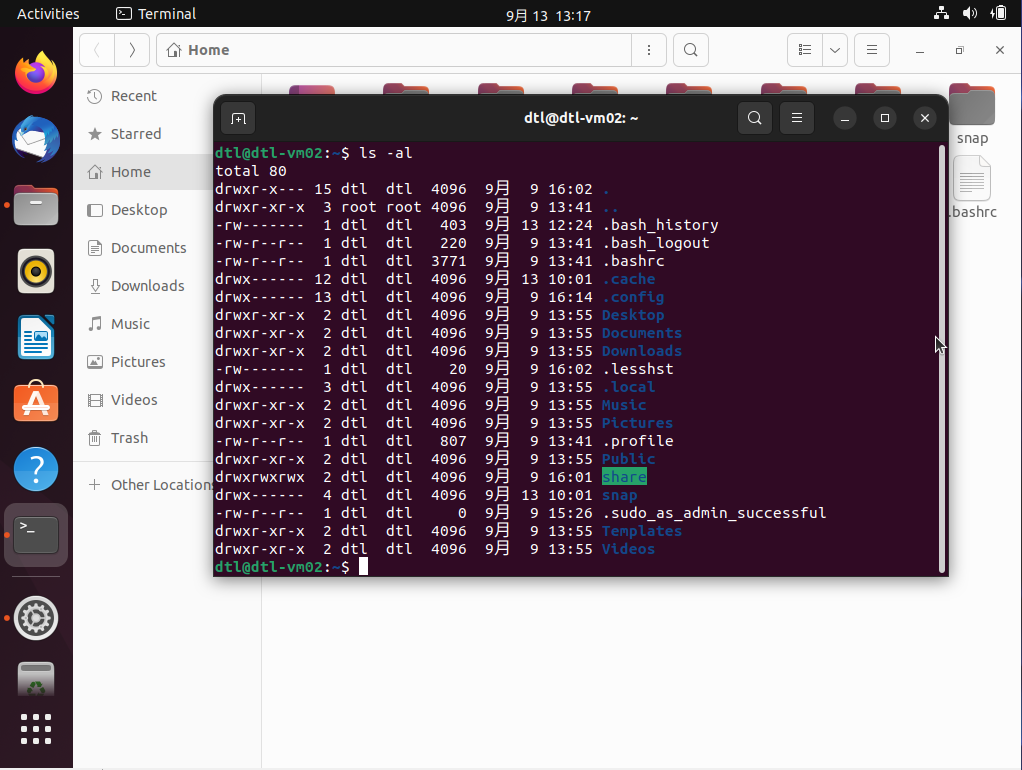 Activities
Terminal
9月 13 13:17
Home
Recent
Starred
Home
Desktop
Documents
Downloads
Music
Pictures
Videos
Trash
Other Locations
snap
.bashrc
dtl@dtl-vm02: ~
dtl@dtl-vm02:~$ ls -al
total 80
drwxr-x--- 15 dtl  dtl  4096  9月  9 16:02 .
drwxr-xr-x  3 root root 4096  9月  9 13:41 ..
-rw-------  1 dtl  dtl   403  9月 13 12:24 .bash_history
-rw-r--r--  1 dtl  dtl   220  9月  9 13:41 .bash_logout
-rw-r--r--  1 dtl  dtl  3771  9月  9 13:41 .bashrc
drwx------ 12 dtl  dtl  4096  9月 13 10:01 .cache
drwx------ 13 dtl  dtl  4096  9月  9 16:14 .config
drwxr-xr-x  2 dtl  dtl  4096  9月  9 13:55 Desktop
drwxr-xr-x  2 dtl  dtl  4096  9月  9 13:55 Documents
drwxr-xr-x  2 dtl  dtl  4096  9月  9 13:55 Downloads
-rw-------  1 dtl  dtl    20  9月  9 16:02 .lesshst
drwx------  3 dtl  dtl  4096  9月  9 13:55 .local
drwxr-xr-x  2 dtl  dtl  4096  9月  9 13:55 Music
drwxr-xr-x  2 dtl  dtl  4096  9月  9 13:55 Pictures
-rw-r--r--  1 dtl  dtl   807  9月  9 13:41 .profile
drwxr-xr-x  2 dtl  dtl  4096  9月  9 13:55 Public
drwxrwxrwx  2 dtl  dtl  4096  9月  9 16:01 share
drwx------  4 dtl  dtl  4096  9月 13 10:01 snap
-rw-r--r--  1 dtl  dtl     0  9月  9 15:26 .sudo_as_admin_successful
drwxr-xr-x  2 dtl  dtl  4096  9月  9 13:55 Templates
drwxr-xr-x  2 dtl  dtl  4096  9月  9 13:55 Videos
dtl@dtl-vm02:~$